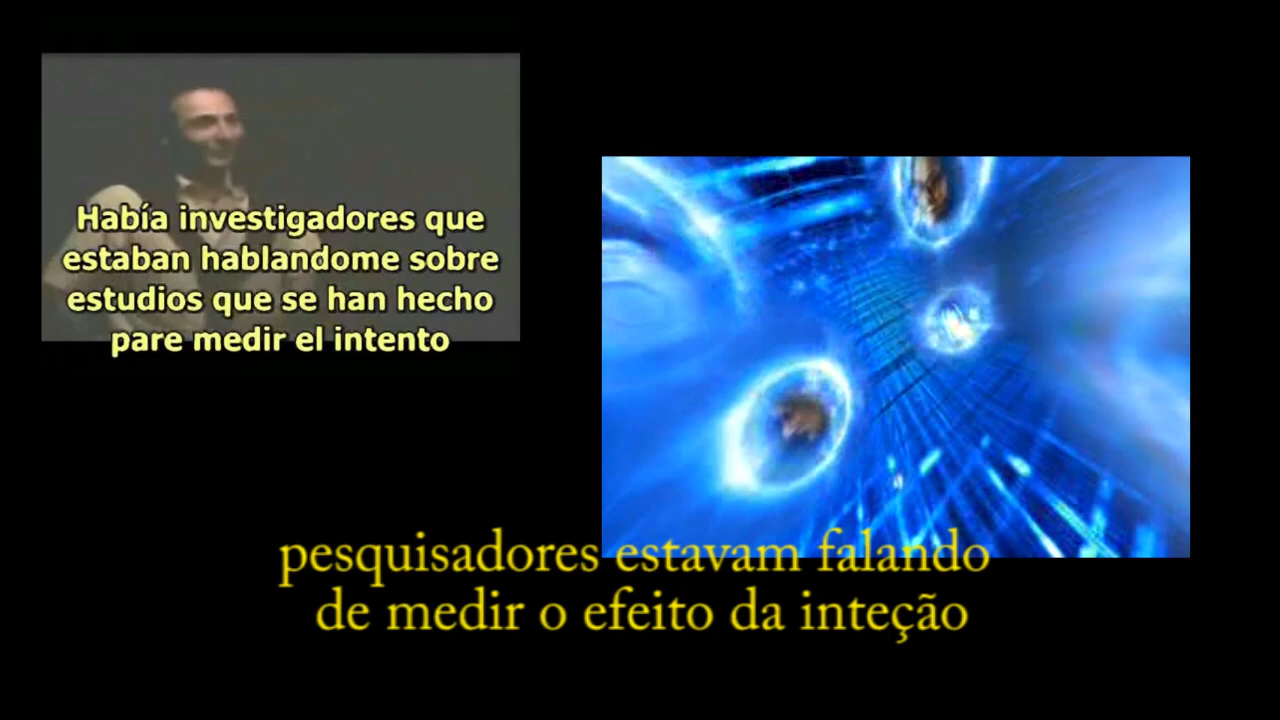 Había investigadores que
estaban hablandome sobre
estudios que se han hecho
pare medir el intento
pesquisadores estavam falando
de medir o efeito da inteção